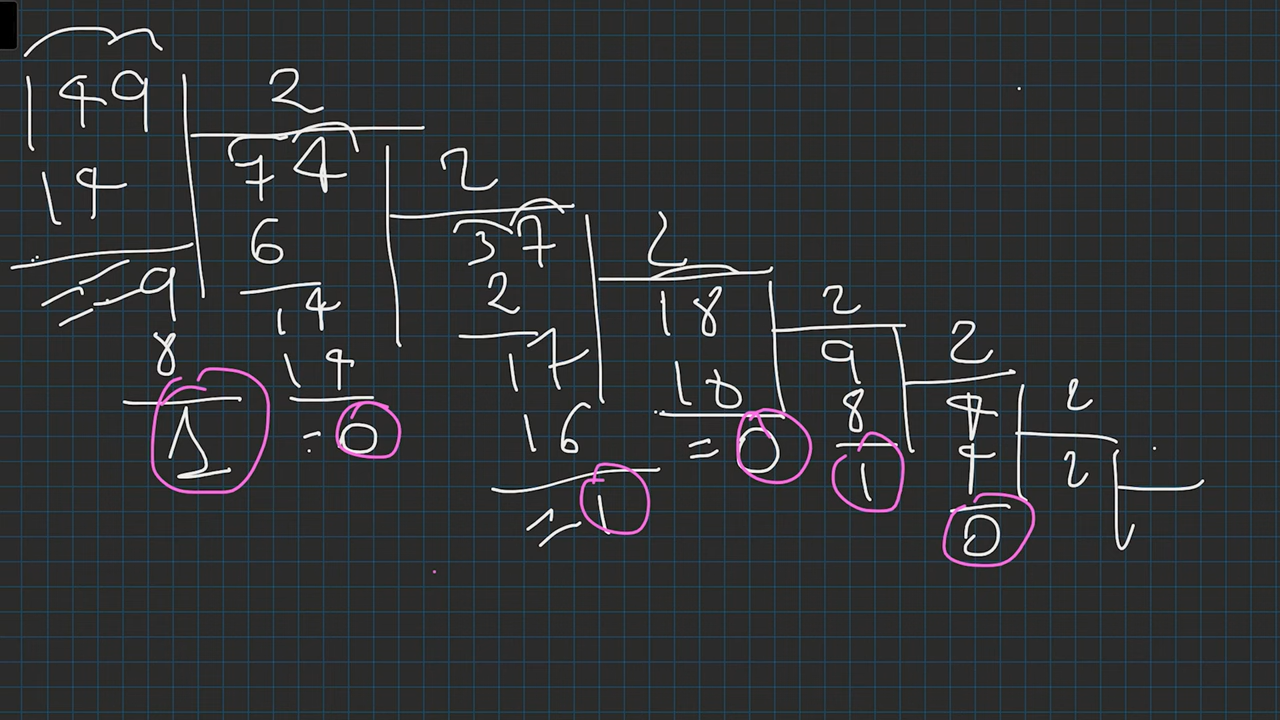 149 2
14 74 2
9 6 37 2
8 14 2 18 2
1 14 17 18 9 2
= 0 16 = 0 8 4 2
= 1 1 4 2
0